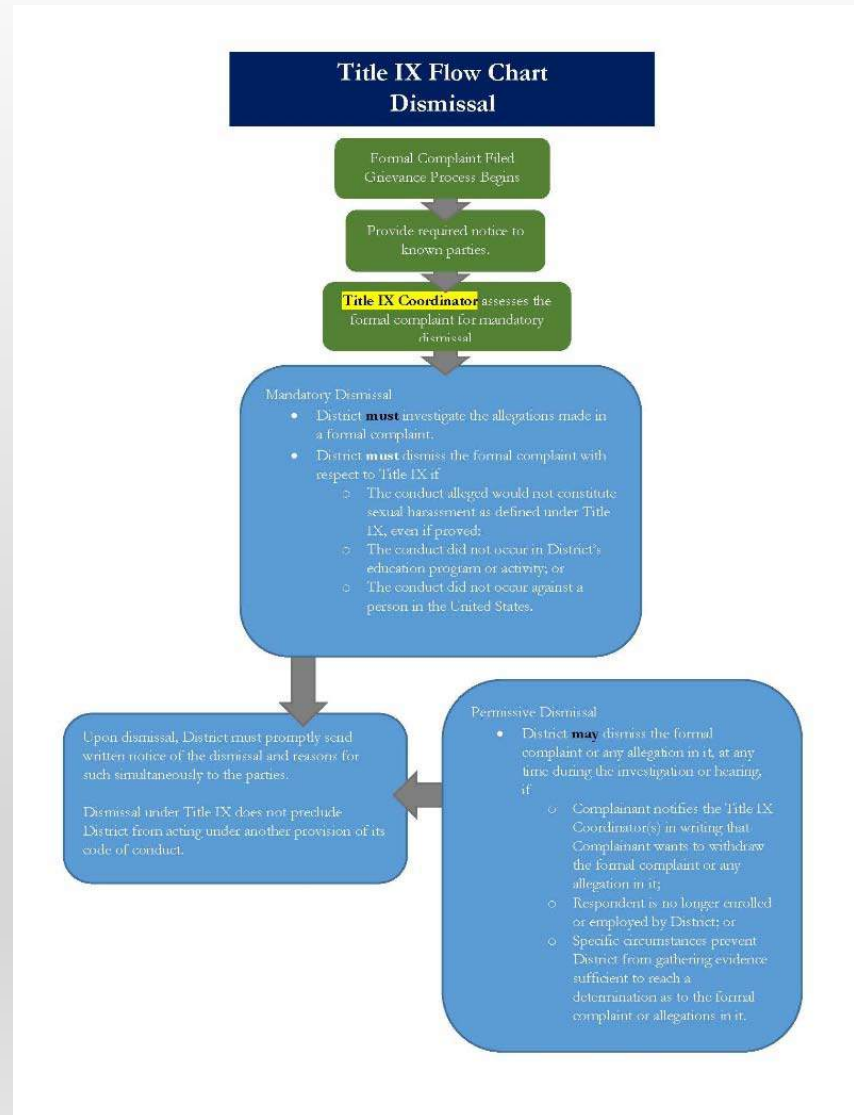 Title IX Flow Chart
Dismissal
Formal Complaint Filed
Grievance Process Begins
Provide required notice to
known parties.
Title IX Coordinator assesses the
formal complaint for mandatory
dismissal
Mandatory Dismissal
• District must investigate the allegations made in
a formal complaint.
• District must dismiss the formal complaint with
respect to Title IX if
o The conduct alleged would not constitute
sexual harassment as defined under Title
IX, even if proved;
o The conduct did not occur in District's
education program or activity; or
o The conduct did not occur against a
person in the United States.
Upon dismissal, District must promptly send
written notice of the dismissal and reasons for
such simultaneously to the parties.
Dismissal under Title IX does not preclude
District from acting under another provision of its
code of conduct.
Permissive Dismissal
• District may dismiss the formal
complaint or any allegation in it, at any
time during the investigation or hearing,
if
o Complainant notifies the Title IX
Coordinator(s) in writing that
Complainant wants to withdraw
the formal complaint or any
allegation in it;
o Respondent is no longer enrolled
or employed by District; or
o Specific circumstances prevent
District from gathering evidence
sufficient to reach a
determination as to the formal
complaint or allegations in it.